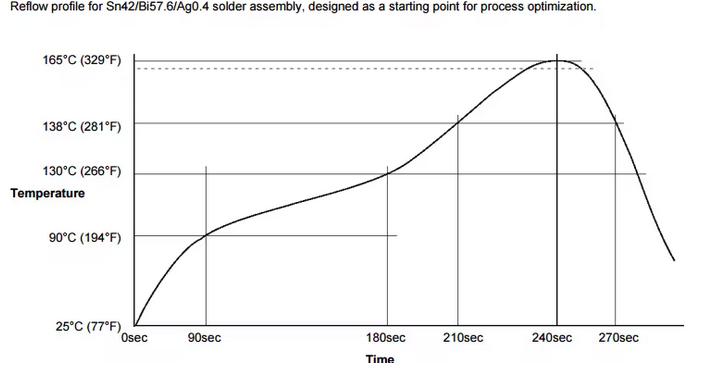 Reflow profile for Sn42/Bi57.6/Ag0.4 solder assembly, designed as a starting point for process optimization.
165°C (329°F)
138°C (281°F)
130°C (266°F)
Temperature
90°C (194°F)
25°C (77°F)
0sec 90sec 180sec 210sec 240sec 270sec
Time